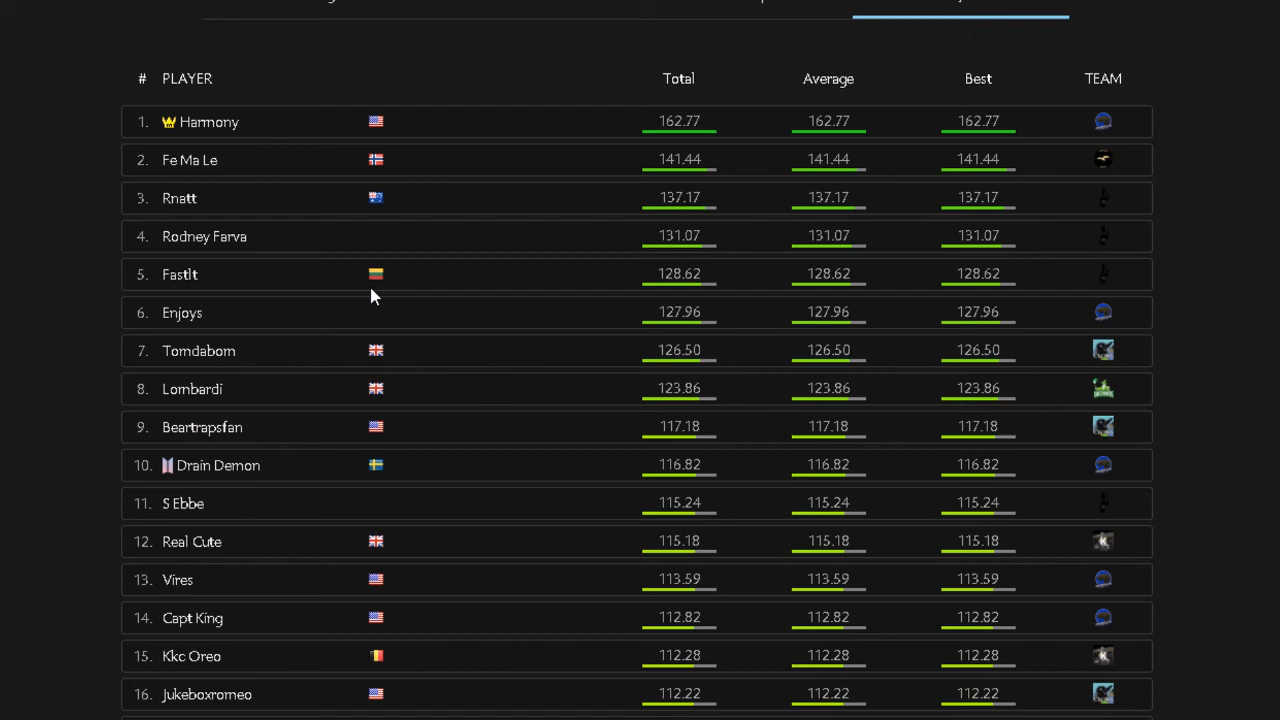 # PLAYER Total Average Best TEAM
1. Harmony 162.77 162.77 162.77
2. Fe Ma Le 141.44 141.44 141.44
3. Rnatt 137.17 137.17 137.17
4. Rodney Farva 131.07 131.07 131.07
5. Fastlt 128.62 128.62 128.62
6. Enjoys 127.96 127.96 127.96
7. Tomdabom 126.50 126.50 126.50
8. Lombardi 123.86 123.86 123.86
9. Beartrapsfan 117.18 117.18 117.18
10. Drain Demon 116.82 116.82 116.82
11. S Ebbe 115.24 115.24 115.24
12. Real Cute 115.18 115.18 115.18
13. Vires 113.59 113.59 113.59
14. Capt King 112.82 112.82 112.82
15. Kkc Oreo 112.28 112.28 112.28
16. Jukeboxromeo 112.22 112.22 112.22